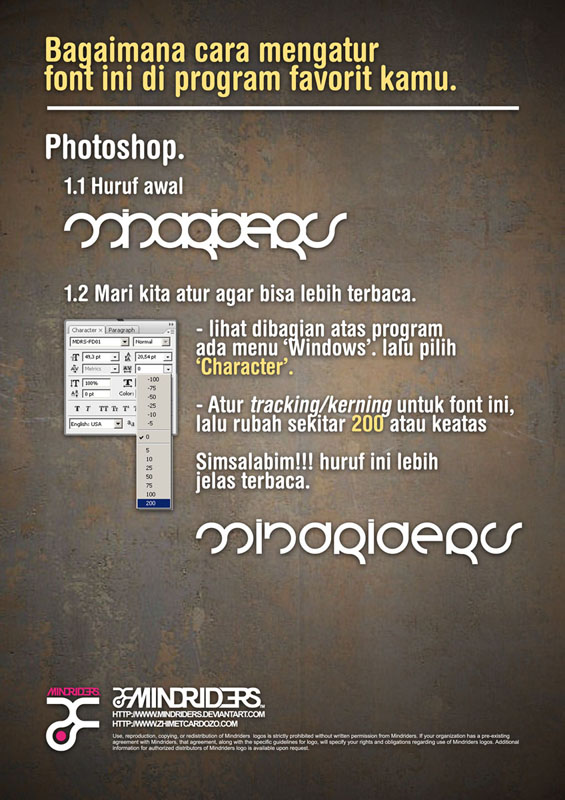 Bagaimana cara mengatur
font ini di program favorit kamu.
Photoshop.
1.1 Huruf awal
mindriders
1.2 Mari kita atur agar bisa lebih terbaca.
Character × Paragraph
MDRS-FD01 Normal
49,3 pt 20,54 pt
Metrics 0
100%
0 pt Color:
T T TT Tr T
English: USA aa
-100
-75
-50
-25
-10
-5
0
5
10
25
50
75
100
200
- lihat dibagian atas program
ada menu ‘Windows’. lalu pilih
‘Character’.
- Atur tracking/kerning untuk font ini,
lalu rubah sekitar 200 atau keatas
Simsalabim!!! huruf ini lebih
jelas terbaca.
mindriders
MINDRIDERS
MINDRIDERS
HTTP://WWW.MINDRIDERS.DEVIANTART.COM
HTTP://WWW.ZHIMETCARDOZO.COM
Use, reproduction, copying, or redistribution of Mindriders logos is strictly prohibited without written permission from Mindriders. If your organization has a pre-existing
agreement with Mindriders, that agreement, along with the specific guidelines for logo, will specify your rights and obligations regarding use of Mindriders logos. Additional
information for authorized distributors of Mindriders logo is available upon request.